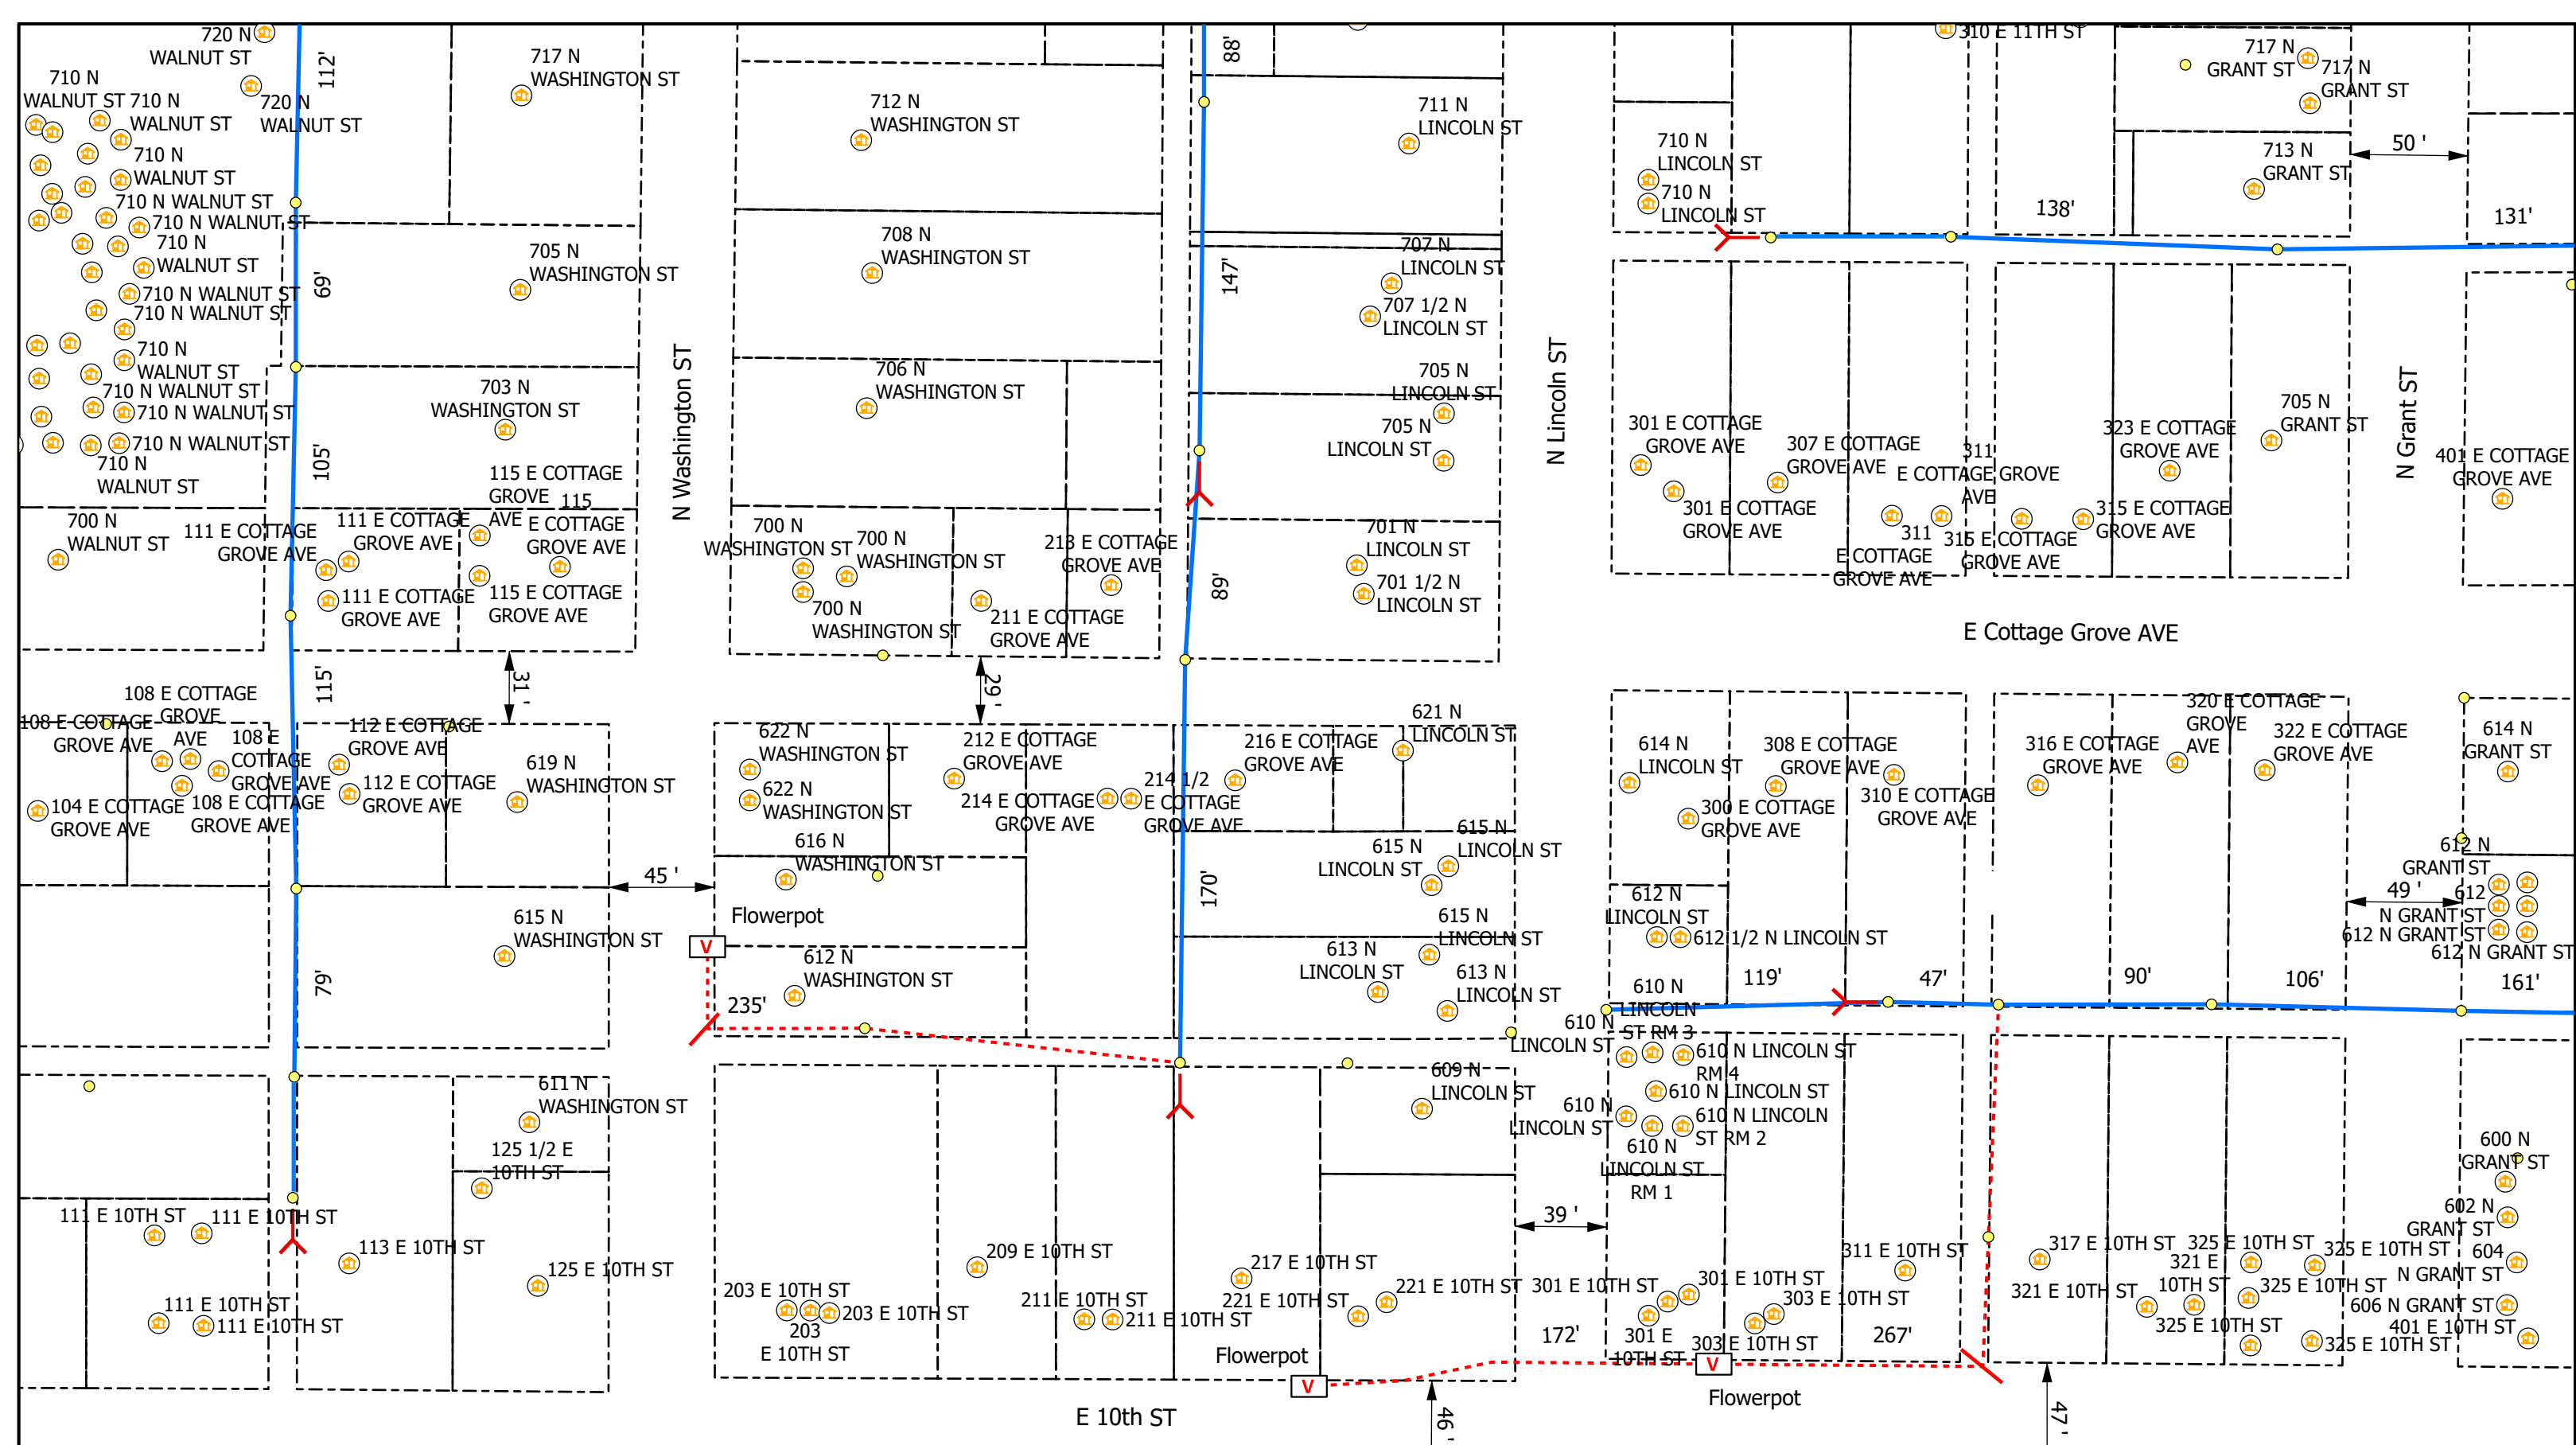 720 N
WALNUT ST
112'
717 N
WASHINGTON ST
88'
310 E 11TH ST
717 N
GRANT ST
717 N
GRANT ST
710 N
WALNUT ST
710 N
WALNUT ST
720 N
WALNUT ST
712 N
WASHINGTON ST
711 N
LINCOLN ST
710 N
LINCOLN ST
710 N
LINCOLN ST
713 N
GRANT ST
50 '
710 N
WALNUT ST
710 N WALNUT ST
710 N WALNUT ST
710 N
WALNUT ST
710 N WALNUT ST
710 N WALNUT ST
710 N
WALNUT ST
710 N WALNUT ST
710 N WALNUT ST
710 N WALNUT ST
710 N
WALNUT ST
138'
131'
69'
705 N
WASHINGTON ST
708 N
WASHINGTON ST
147'
707 N
LINCOLN ST
707 1/2 N
LINCOLN ST
N Washington ST
703 N
WASHINGTON ST
706 N
WASHINGTON ST
705 N
LINCOLN ST
705 N
LINCOLN ST
N Lincoln ST
301 E COTTAGE
GROVE AVE
301 E COTTAGE
GROVE AVE
307 E COTTAGE
GROVE AVE
311
E COTTAGE GROVE
AVE
311
E COTTAGE
GROVE AVE
323 E COTTAGE
GROVE AVE
315 E COTTAGE
GROVE AVE
315 E COTTAGE
GROVE AVE
705 N
GRANT ST
N Grant ST
401 E COTTAGE
GROVE AVE
105'
700 N
WALNUT ST
111 E COTTAGE
GROVE AVE
111 E COTTAGE
GROVE AVE
111 E COTTAGE
GROVE AVE
115 E COTTAGE
GROVE
AVE
115
E COTTAGE
GROVE AVE
115 E COTTAGE
GROVE AVE
700 N
WASHINGTON ST
700 N
WASHINGTON ST
700 N
WASHINGTON ST
213 E COTTAGE
GROVE AVE
211 E COTTAGE
GROVE AVE
89'
701 N
LINCOLN ST
701 1/2 N
LINCOLN ST
E Cottage Grove AVE
115'
31 '
29 '
108 E COTTAGE
GROVE AVE
108 E COTTAGE
GROVE
AVE
108 E
COTTAGE
GROVE AVE
108 E COTTAGE
GROVE AVE
104 E COTTAGE
GROVE AVE
112 E COTTAGE
GROVE AVE
112 E COTTAGE
GROVE AVE
619 N
WASHINGTON ST
622 N
WASHINGTON ST
622 N
WASHINGTON ST
616 N
WASHINGTON ST
212 E COTTAGE
GROVE AVE
214 E COTTAGE
GROVE AVE
214 1/2
E COTTAGE
GROVE AVE
216 E COTTAGE
GROVE AVE
621 N
LINCOLN ST
615 N
LINCOLN ST
615 N
LINCOLN ST
614 N
LINCOLN ST
300 E COTTAGE
GROVE AVE
308 E COTTAGE
GROVE AVE
310 E COTTAGE
GROVE AVE
316 E COTTAGE
GROVE AVE
320 E COTTAGE
GROVE
AVE
322 E COTTAGE
GROVE AVE
614 N
GRANT ST
45 '
49 '
612 N
GRANT ST
612
N GRANT ST
612 N GRANT ST
612 N GRANT ST
170'
Flowerpot
V
615 N
WASHINGTON ST
612 N
WASHINGTON ST
615 N
LINCOLN ST
613 N
LINCOLN ST
613 N
LINCOLN ST
612 N
LINCOLN ST
612 1/2 N LINCOLN ST
79'
235'
119'
47'
90'
106'
161'
610 N
LINCOLN
ST RM 3
610 N
LINCOLN ST
610 N LINCOLN ST
RM 4
610 N LINCOLN ST
610 N
LINCOLN ST
610 N LINCOLN
ST RM 2
610 N
LINCOLN ST
RM 1
609 N
LINCOLN ST
611 N
WASHINGTON ST
125 1/2 E
10TH ST
600 N
GRANT ST
602 N
GRANT ST
604
N GRANT ST
606 N GRANT ST
401 E 10TH ST
111 E 10TH ST
111 E 10TH ST
113 E 10TH ST
125 E 10TH ST
111 E 10TH ST
111 E 10TH ST
203 E 10TH ST
203 E 10TH ST
203
E 10TH ST
209 E 10TH ST
211 E 10TH ST
211 E 10TH ST
217 E 10TH ST
221 E 10TH ST
221 E 10TH ST
39 '
301 E 10TH ST
301 E 10TH ST
301 E
10TH ST
303 E 10TH ST
303 E 10TH ST
311 E 10TH ST
317 E 10TH ST
321 E 10TH ST
321 E
10TH ST
325 E 10TH ST
325 E 10TH ST
325 E 10TH ST
325 E 10TH ST
325 E 10TH ST
172'
267'
Flowerpot
V
V
Flowerpot
E 10th ST
46 '
47 '